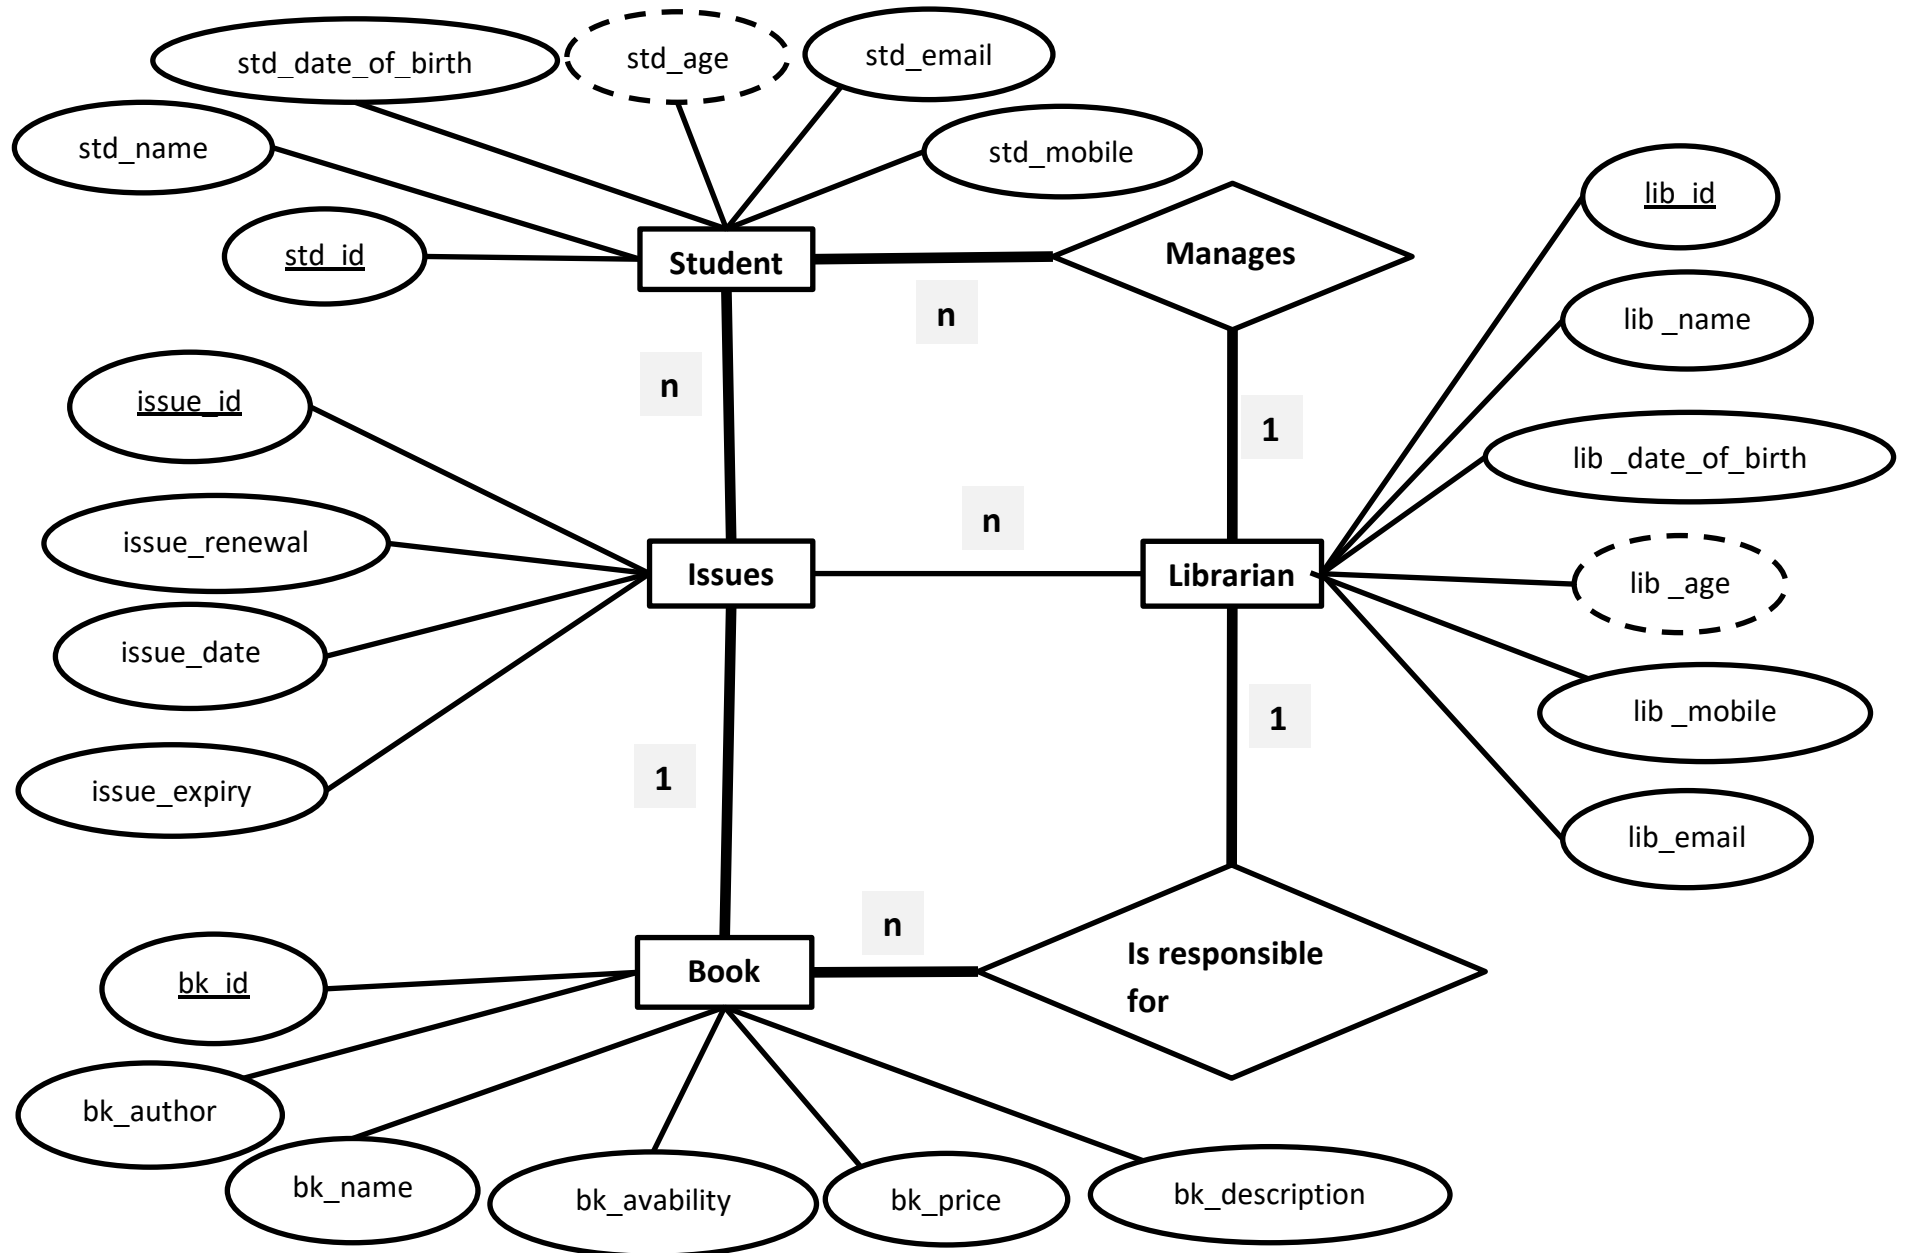 std_date_of_birth
std_age
std_email
std_name
std_mobile
lib_id
std_id
Student
Manages
n
lib _name
n
issue_id
1
lib _date_of_birth
n
issue_renewal
Issues
Librarian
lib _age
issue_date
1
lib _mobile
1
issue_expiry
lib_email
n
Is responsible
for
Book
bk_id
bk_author
bk_name
bk_avability
bk_price
bk_description